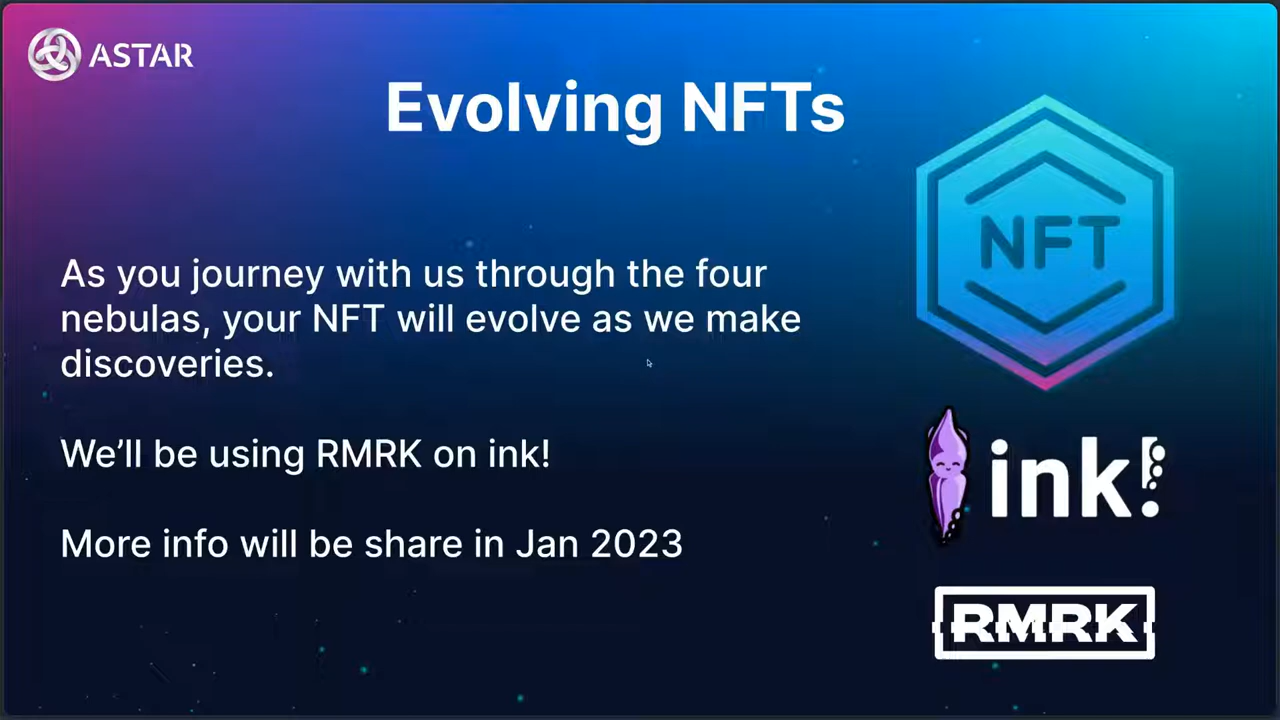 ASTAR
Evolving NFTs
NFT
As you journey with us through the four
nebulas, your NFT will evolve as we make
discoveries.
We’ll be using RMRK on ink!
More info will be share in Jan 2023
ink!
RMRK